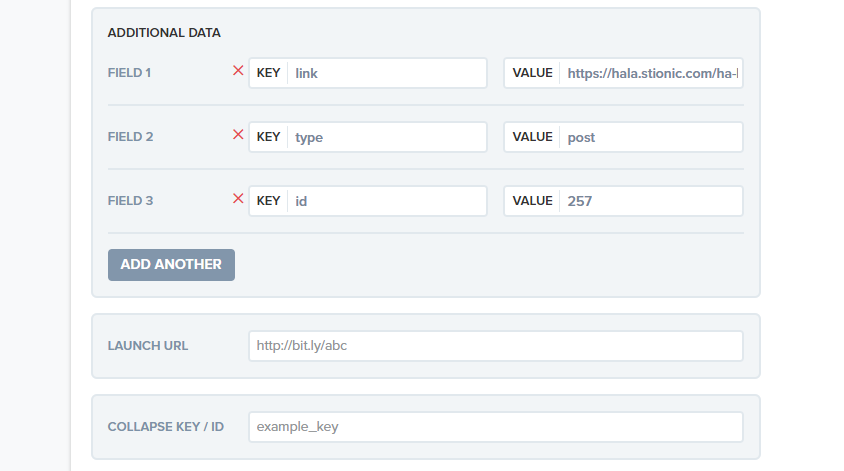 ADDITIONAL DATA
FIELD 1 KEY link VALUE https://hala.stionic.com/ha-
FIELD 2 KEY type VALUE post
FIELD 3 KEY id VALUE 257
ADD ANOTHER
LAUNCH URL http://bit.ly/abc
COLLAPSE KEY / ID example_key